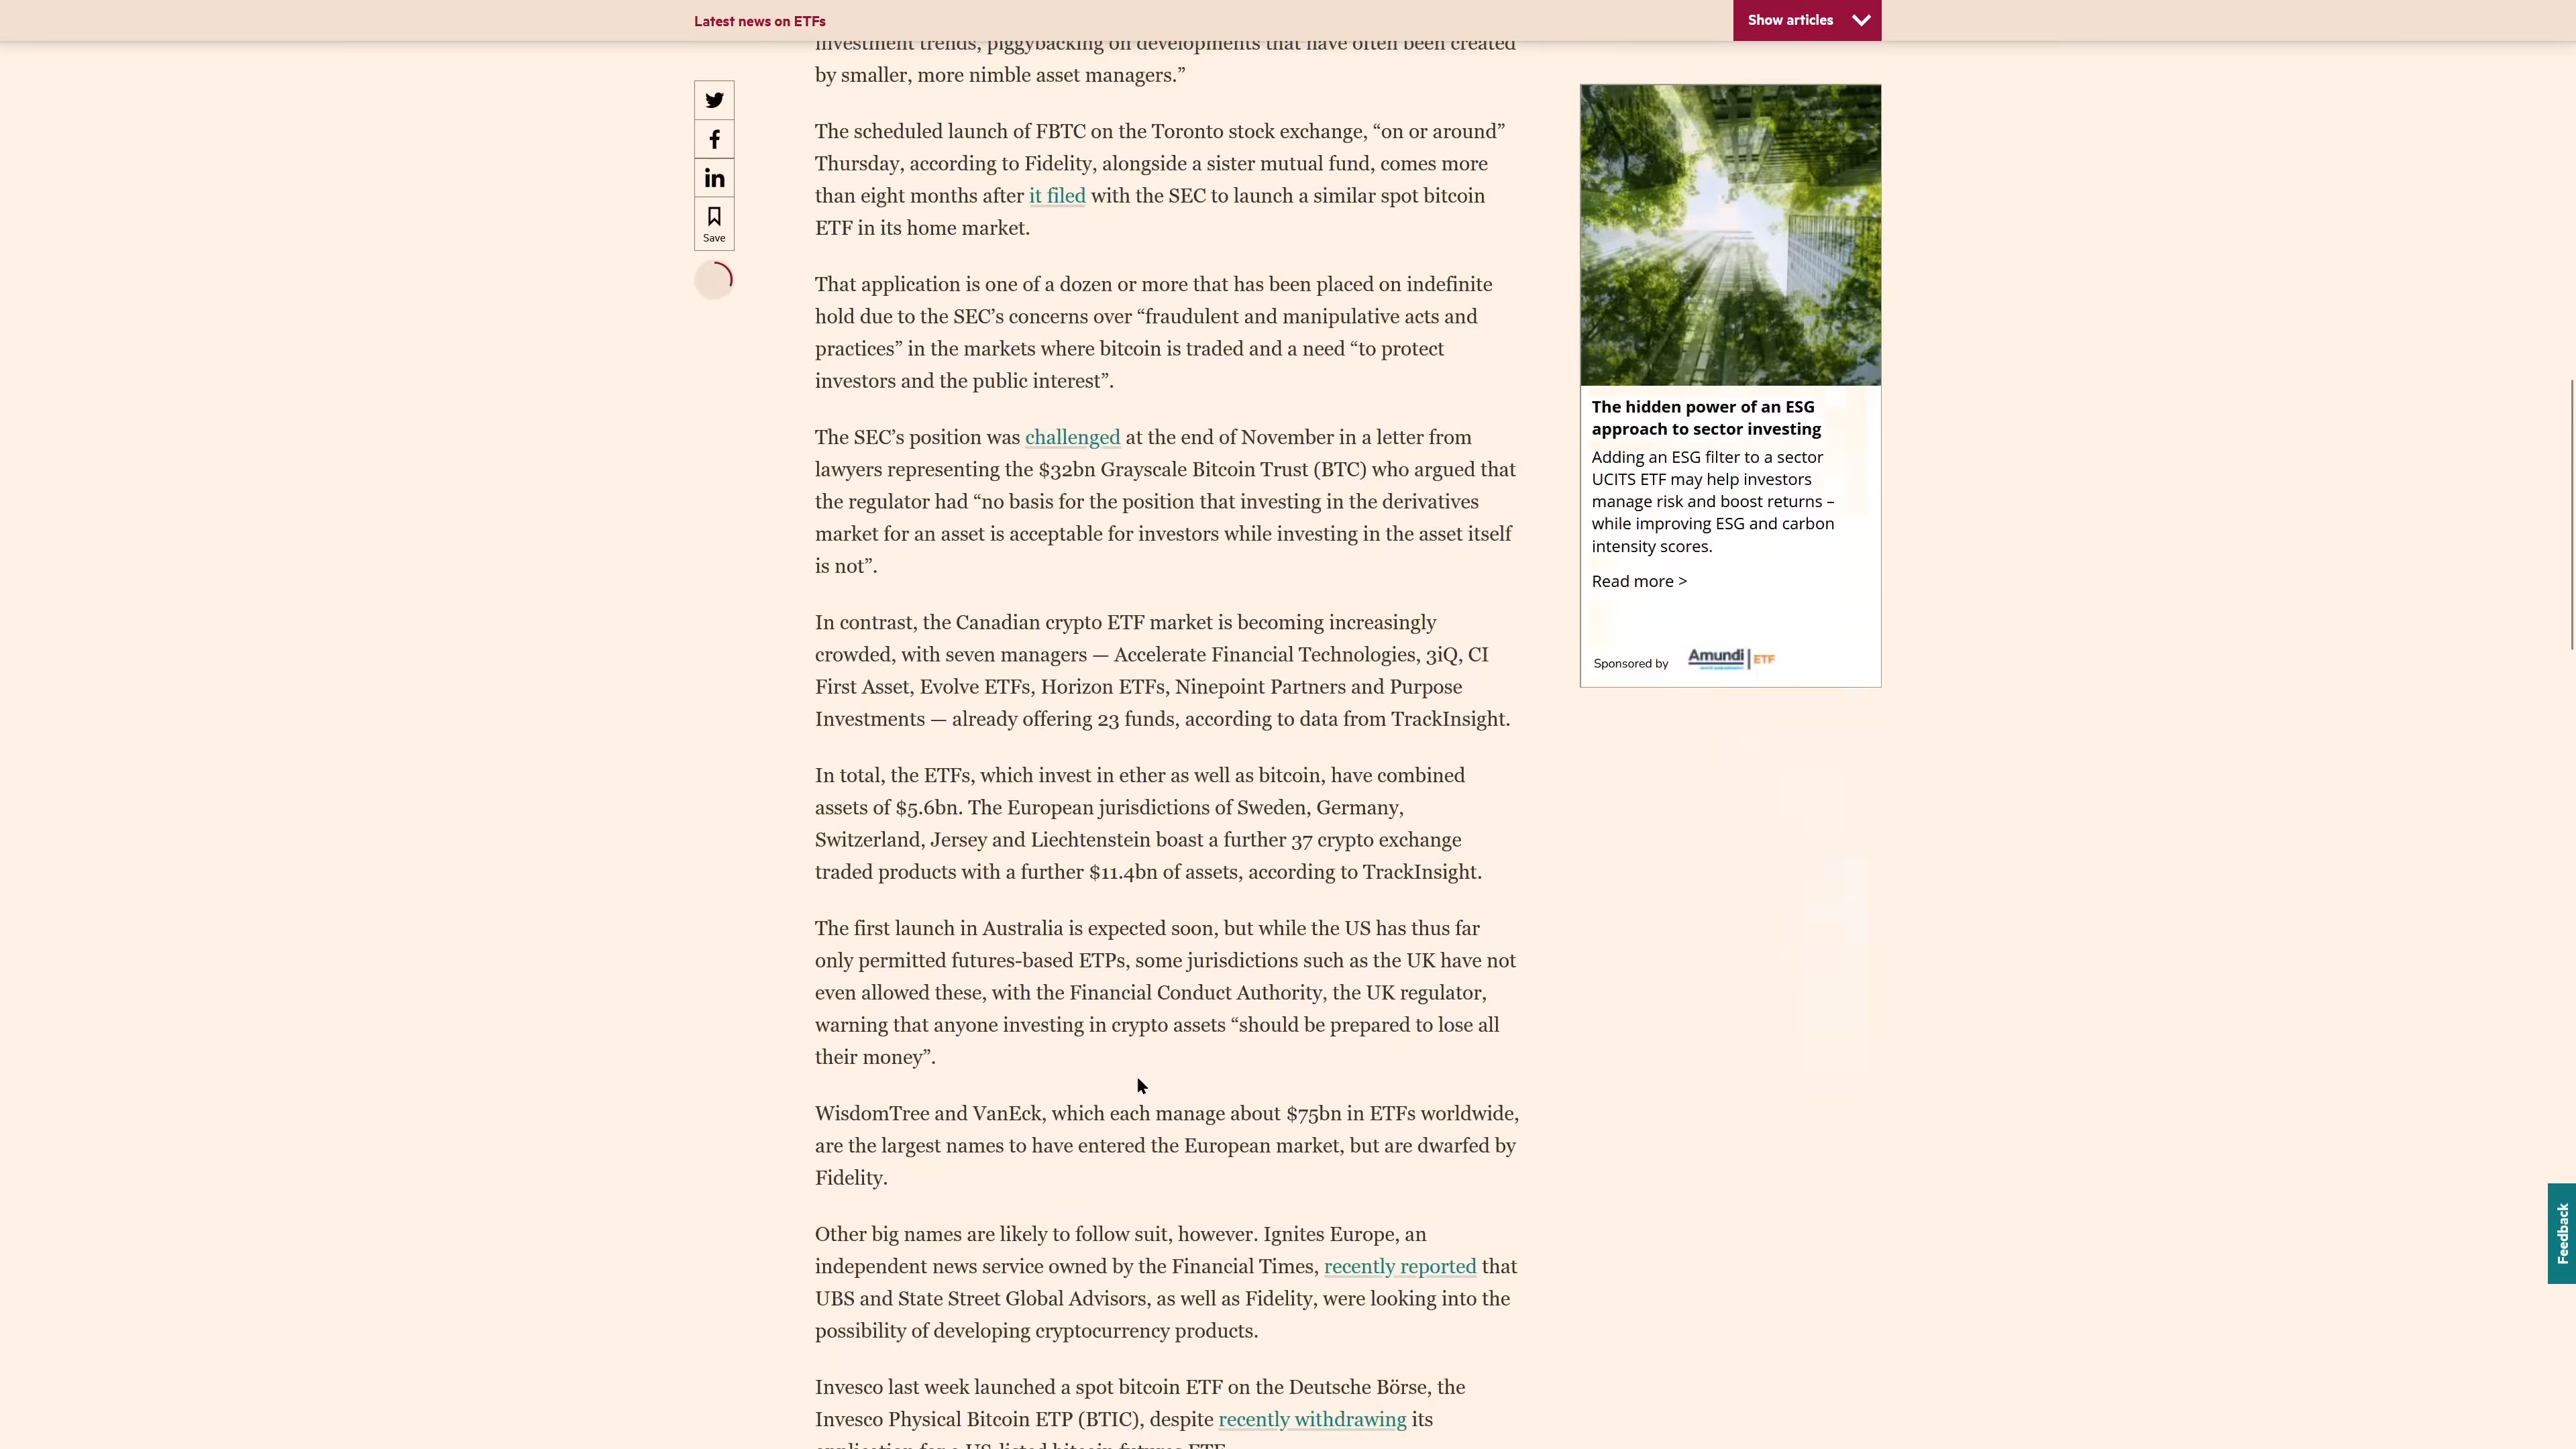 Latest news on ETFs
Show articles
investment trends, piggybacking on developments that have often been created
by smaller, more nimble asset managers.”
The scheduled launch of FBTC on the Toronto stock exchange, “on or around”
Thursday, according to Fidelity, alongside a sister mutual fund, comes more
than eight months after it filed with the SEC to launch a similar spot bitcoin
ETF in its home market.
That application is one of a dozen or more that has been placed on indefinite
hold due to the SEC’s concerns over “fraudulent and manipulative acts and
practices” in the markets where bitcoin is traded and a need “to protect
investors and the public interest”.
The SEC’s position was challenged at the end of November in a letter from
lawyers representing the $32bn Grayscale Bitcoin Trust (BTC) who argued that
the regulator had “no basis for the position that investing in the derivatives
market for an asset is acceptable for investors while investing in the asset itself
is not”.
In contrast, the Canadian crypto ETF market is becoming increasingly
crowded, with seven managers — Accelerate Financial Technologies, 3iQ, CI
First Asset, Evolve ETFs, Horizon ETFs, Ninepoint Partners and Purpose
Investments — already offering 23 funds, according to data from TrackInsight.
In total, the ETFs, which invest in ether as well as bitcoin, have combined
assets of $5.6bn. The European jurisdictions of Sweden, Germany,
Switzerland, Jersey and Liechtenstein boast a further 37 crypto exchange
traded products with a further $11.4bn of assets, according to TrackInsight.
The first launch in Australia is expected soon, but while the US has thus far
only permitted futures-based ETPs, some jurisdictions such as the UK have not
even allowed these, with the Financial Conduct Authority, the UK regulator,
warning that anyone investing in crypto assets “should be prepared to lose all
their money”.
WisdomTree and VanEck, which each manage about $75bn in ETFs worldwide,
are the largest names to have entered the European market, but are dwarfed by
Fidelity.
Other big names are likely to follow suit, however. Ignites Europe, an
independent news service owned by the Financial Times, recently reported that
UBS and State Street Global Advisors, as well as Fidelity, were looking into the
possibility of developing cryptocurrency products.
Invesco last week launched a spot bitcoin ETF on the Deutsche Börse, the
Invesco Physical Bitcoin ETP (BTIC), despite recently withdrawing its
application for a US-listed bitcoin futures ETF
Save
The hidden power of an ESG
approach to sector investing
Adding an ESG filter to a sector
UCITS ETF may help investors
manage risk and boost returns –
while improving ESG and carbon
intensity scores.
Read more >
Sponsored by
Amundi ETF
Feedback